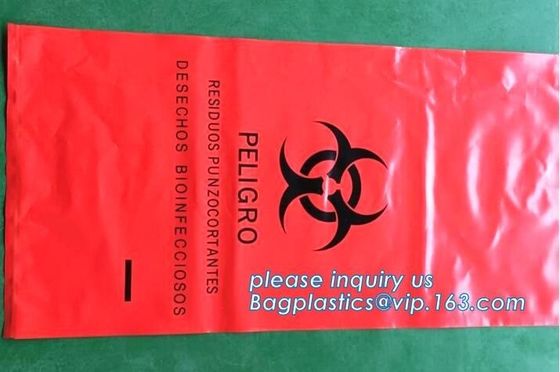 PELIGRO
RESIDUOS PUNZOCORTANTES
DESECHOS BIOINFECCIOSOS
please inquiry us
Bagplastics@vip.163.com